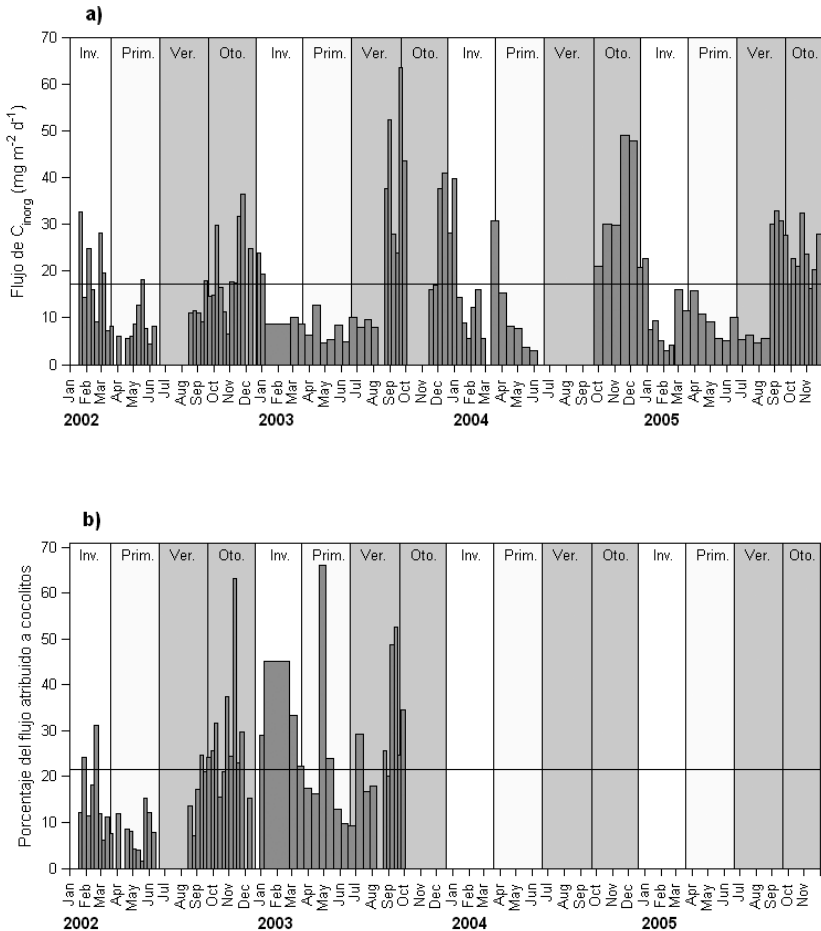 a)
Flujo de C_inorg (mg m⁻² d⁻¹)
70
60
50
40
30
20
10
0
Inv. Prim. Ver. Oto. Inv. Prim. Ver. Oto. Inv. Prim. Ver. Oto. Inv. Prim. Ver. Oto.
Jan Feb Mar Apr May Jun Jul Aug Sep Oct Nov Dec Jan Feb Mar Apr May Jun Jul Aug Sep Oct Nov Dec Jan Feb Mar Apr May Jun Jul Aug Sep Oct Nov Dec Jan Feb Mar Apr May Jun Jul Aug Sep Oct Nov
2002 2003 2004 2005
b)
Porcentaje del flujo atribuido a cocolitos
70
60
50
40
30
20
10
0
Inv. Prim. Ver. Oto. Inv. Prim. Ver. Oto. Inv. Prim. Ver. Oto. Inv. Prim. Ver. Oto.
Jan Feb Mar Apr May Jun Jul Aug Sep Oct Nov Dec Jan Feb Mar Apr May Jun Jul Aug Sep Oct Nov Dec Jan Feb Mar Apr May Jun Jul Aug Sep Oct Nov Dec Jan Feb Mar Apr May Jun Jul Aug Sep Oct Nov
2002 2003 2004 2005